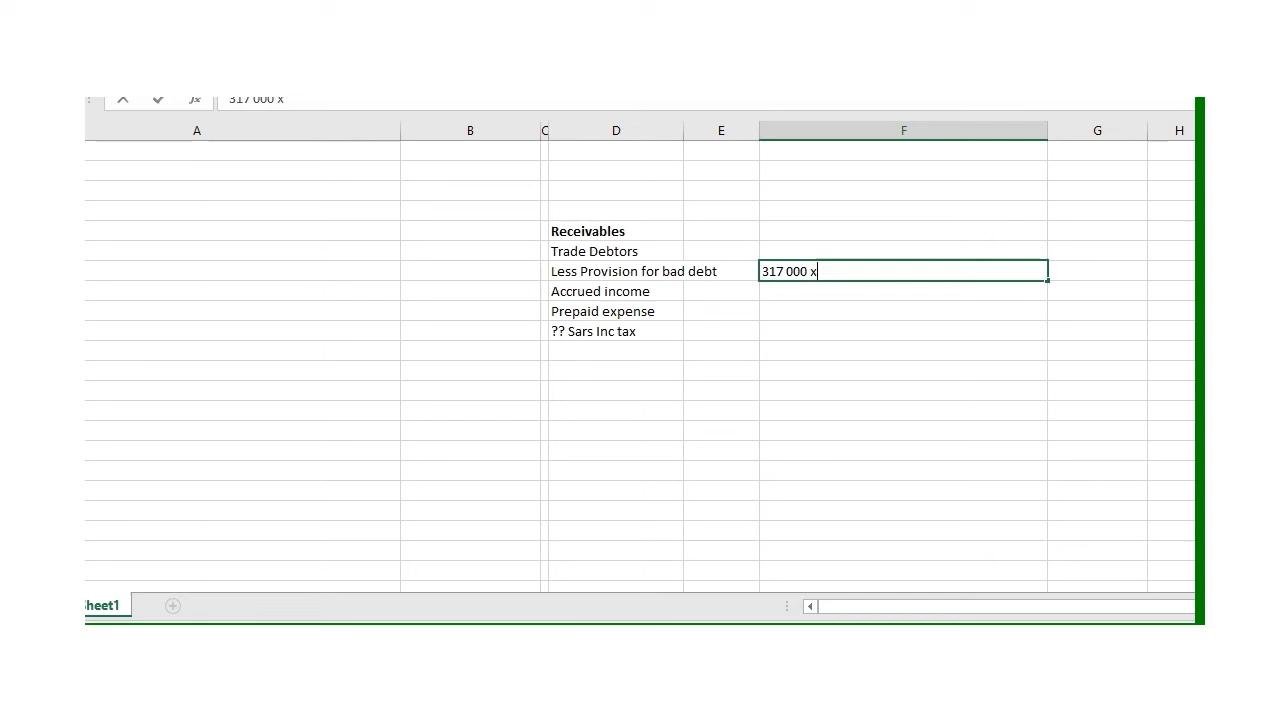 fx 317 000 x
A B C D E F G H
Receivables
Trade Debtors
Less Provision for bad debt 317 000 x
Accrued income
Prepaid expense
?? Sars Inc tax
heet1